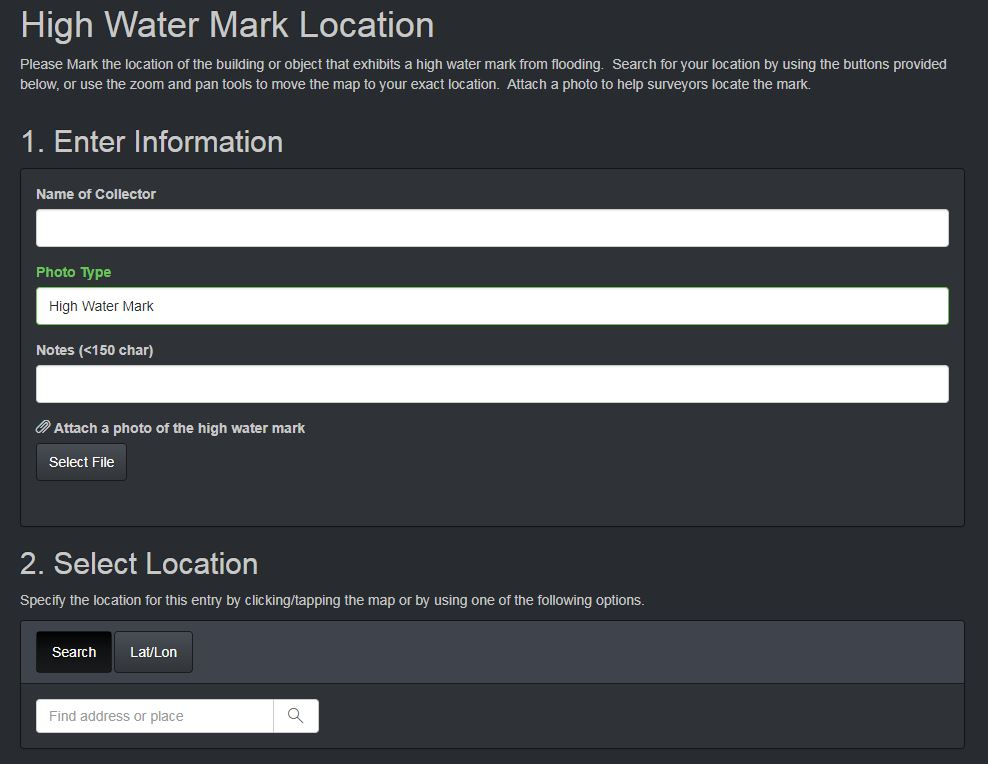 High Water Mark Location
Please Mark the location of the building or object that exhibits a high water mark from flooding.  Search for your location by using the buttons provided
below, or use the zoom and pan tools to move the map to your exact location.  Attach a photo to help surveyors locate the mark.
1. Enter Information
Name of Collector
Photo Type
High Water Mark
Notes (<150 char)
Attach a photo of the high water mark
Select File
2. Select Location
Specify the location for this entry by clicking/tapping the map or by using one of the following options.
Search Lat/Lon
Find address or place